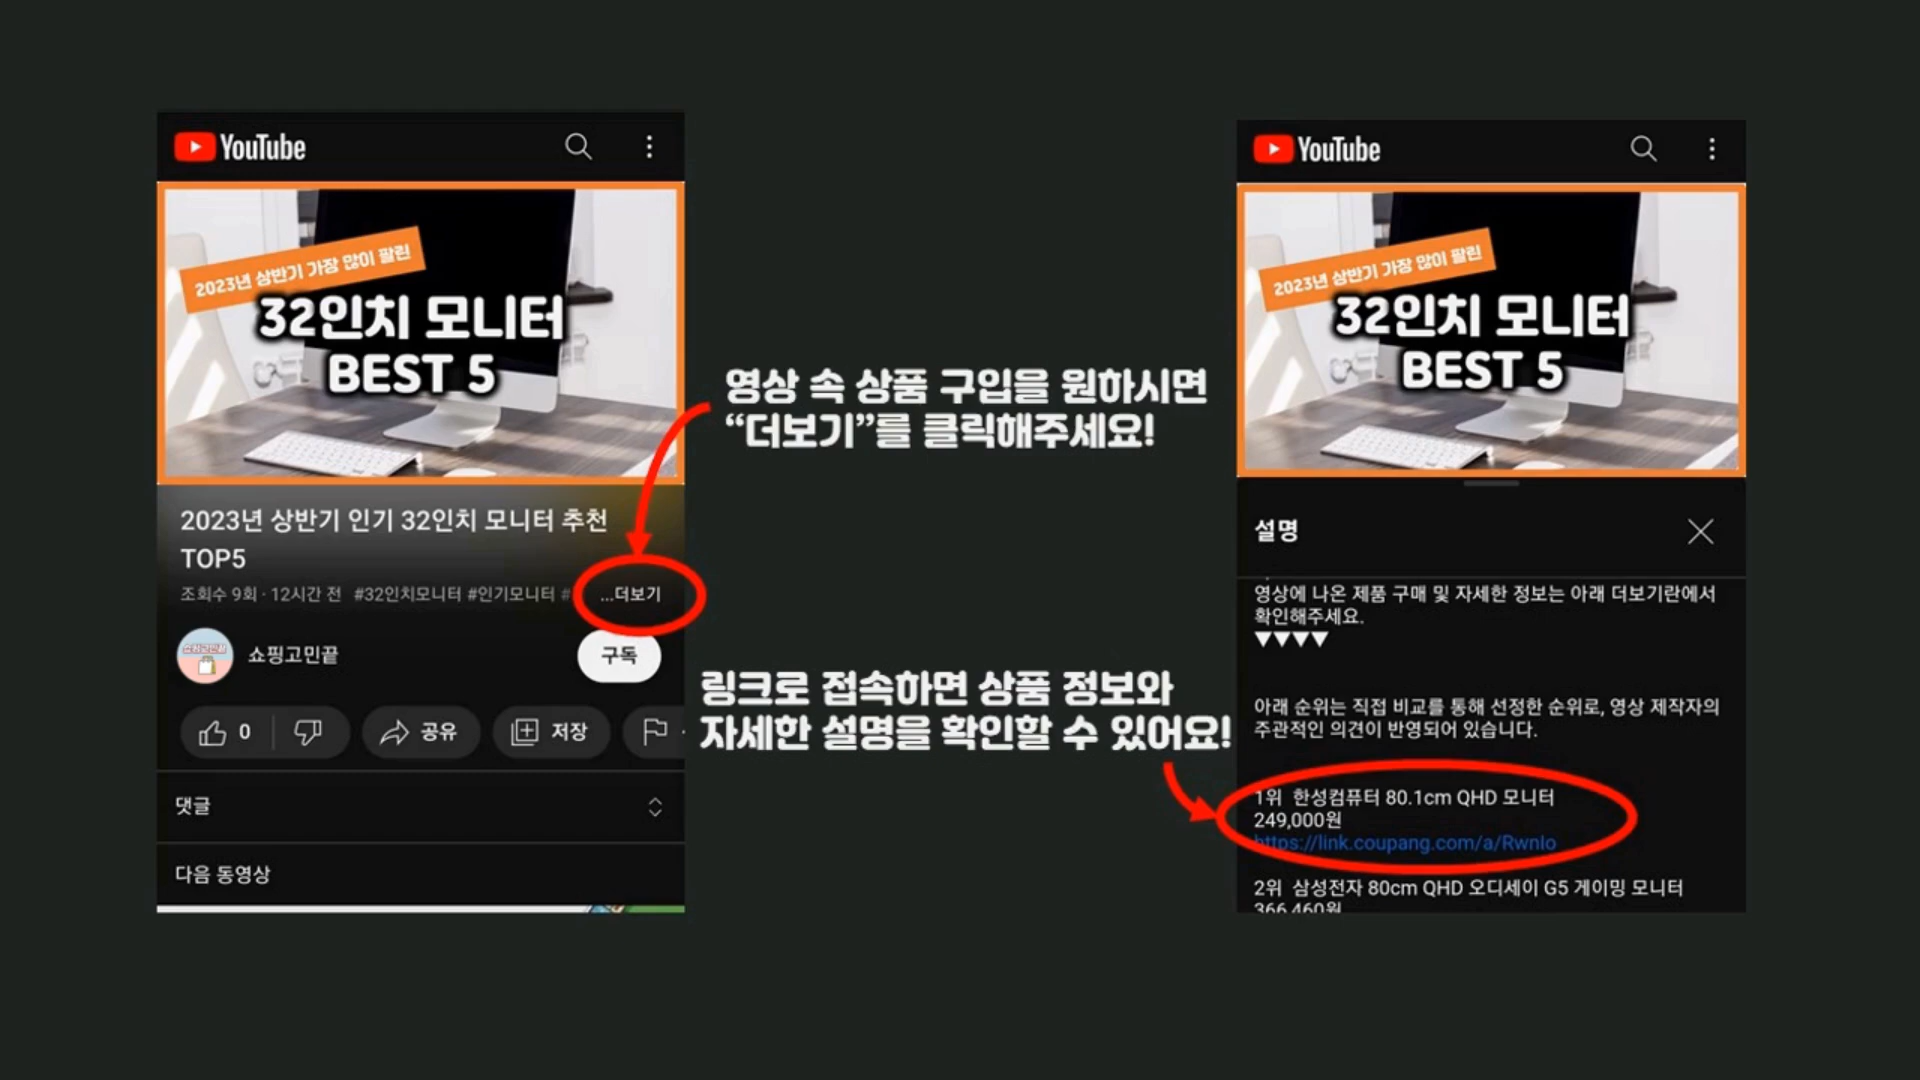 YouTube
2023년 상반기 가장 많이 팔린
32인치 모니터
BEST 5
2023년 상반기 인기 32인치 모니터 추천
TOP5
조회수 9회 · 12시간 전 #32인치모니터 #인기모니터 # ...더보기
쇼핑고민끝
쇼핑고민끝
구독
0
공유
저장
댓글
다음 동영상
영상 속 상품 구입을 원하시면
“더보기”를 클릭해주세요!
링크로 접속하면 상품 정보와
자세한 설명을 확인할 수 있어요!
YouTube
2023년 상반기 가장 많이 팔린
32인치 모니터
BEST 5
설명
영상에 나온 제품 구매 및 자세한 정보는 아래 더보기란에서
확인해주세요.
▼▼▼▼
아래 순위는 직접 비교를 통해 선정한 순위로, 영상 제작자의
주관적인 의견이 반영되어 있습니다.
1위 한성컴퓨터 80.1cm QHD 모니터
249,000원
https://link.coupang.com/a/Rwnlo
2위 삼성전자 80cm QHD 오디세이 G5 게이밍 모니터
366,460원